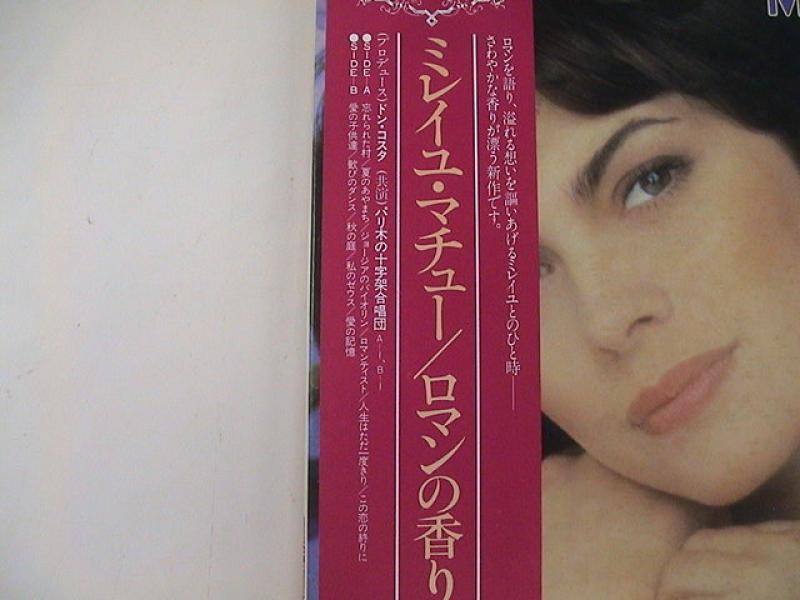 M
ロマンを語り、溢れる想いを謳いあげるミレイユとのひと時――
さわやかな香りが漂う新作です。
ミレイユ・マチュー/ロマンの香り
(プロデュース)ドン・コスタ (共演)パリ木の十字架合唱団 A-1、B-1
●SIDE-A 忘れられた村/夏のあやまち/ジョージアのバイオリン/ロマンティスト/人生はただ一度きり/この恋の終りに
●SIDE-B 愛の子供達/歓びのダンス/秋の庭/私のゼウス/愛の記憶